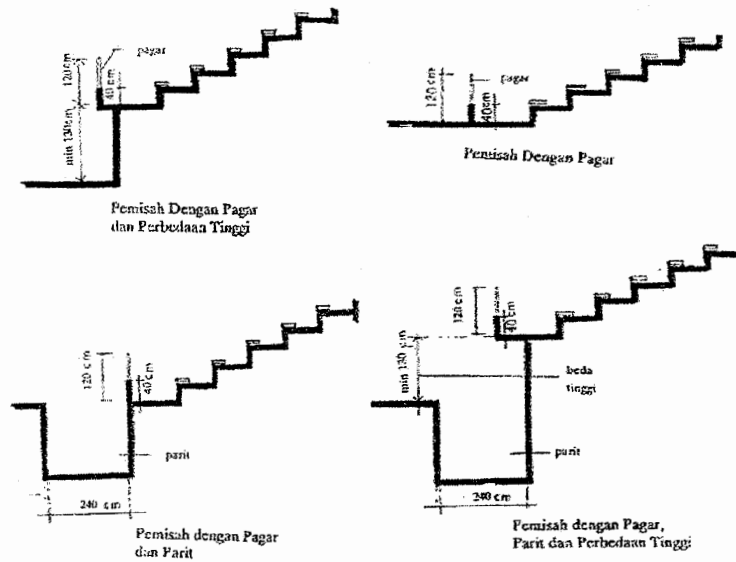 pagar
120 cm
40 cm
min 130cm
Pemisah Dengan Pagar
dan Perbedaan Tinggi
pagar
120 cm
40cm
Pemisah Dengan Pagar
120 cm
40 cm
parit
240 cm
Pemisah dengan Pagar
dan Parit
120 cm
40 cm
min 130 cm
beda
tinggi
parit
240 cm
Pemisah dengan Pagar,
Parit dan Perbedaan Tinggi